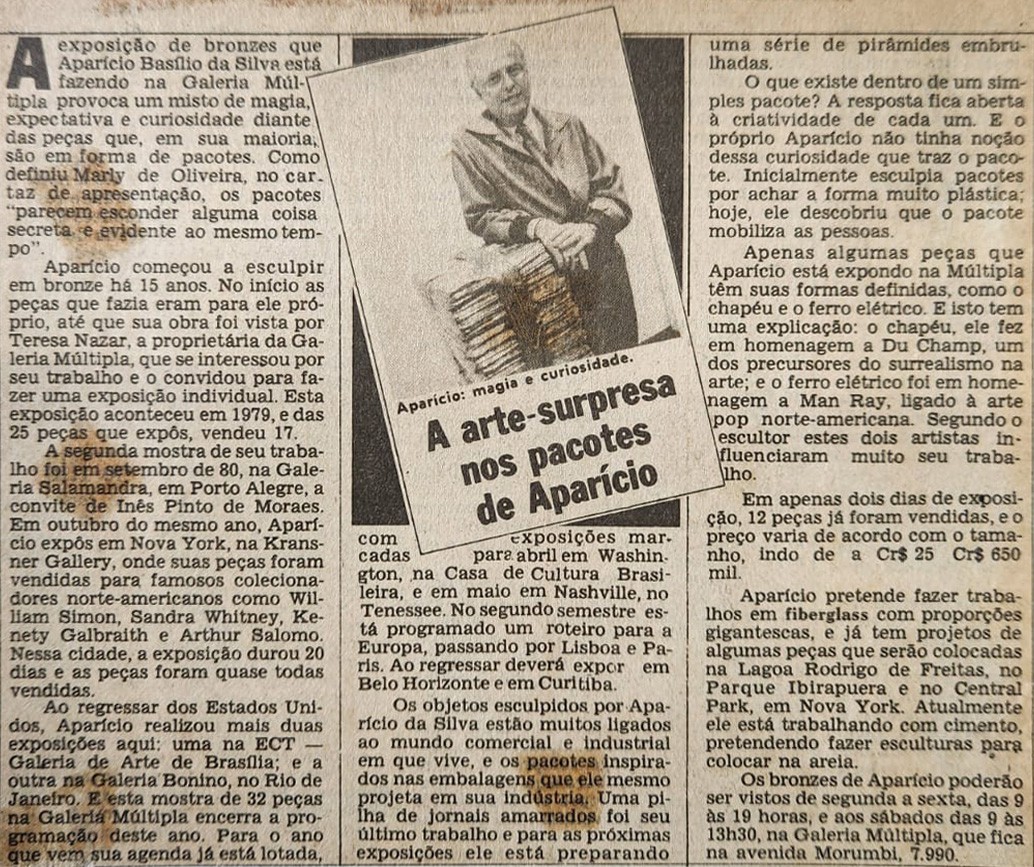 A exposição de bronzes que
Aparício Basílio da Silva está
fazendo na Galeria Múl-
tipla provoca um misto de magia,
expectativa e curiosidade diante
das peças que, em sua maioria,
são em forma de pacotes. Como
definiu Marly de Oliveira, no car-
taz de apresentação, os pacotes
"parecem esconder alguma coisa
secreta e evidente ao mesmo tem-
po".
Aparício começou a esculpir
em bronze há 15 anos. No início as
peças que fazia eram para ele pró-
prio, até que sua obra foi vista por
Teresa Nazar, a proprietária da Ga-
leria Múltipla, que se interessou por
seu trabalho e o convidou para fa-
zer uma exposição individual. Esta
exposição aconteceu em 1979, e das
25 peças que expôs, vendeu 17.
A segunda mostra de seu traba-
lho foi em setembro de 80, na Gale-
ria Salamandra, em Porto Alegre, a
convite de Inês Pinto de Moraes.
Em outubro do mesmo ano, Aparí-
cio expôs em Nova York, na Krans-
ner Gallery, onde suas peças foram
vendidas para famosos coleciona-
dores norte-americanos como Wil-
liam Simon, Sandra Whitney, Ke-
nety Galbraith e Arthur Salomo.
Nessa cidade, a exposição durou 20
dias e as peças foram quase todas
vendidas.
Ao regressar dos Estados Uni-
dos, Aparício realizou mais duas
exposições aqui: uma na ECT —
Galeria de Arte de Brasília; e a
outra na Galeria Bonino, no Rio de
Janeiro. E esta mostra de 32 peças
na Galeria Múltipla encerra a pro-
gramação deste ano. Para o ano
que vem sua agenda já está lotada,
Aparício: magia e curiosidade.
A arte-surpresa
nos pacotes
de Aparício
com exposições mar-
cadas para abril em Washin-
gton, na Casa de Cultura Brasi-
leira, e em maio em Nashville, no
Tenessee. No segundo semestre es-
tá programado um roteiro para a
Europa, passando por Lisboa e Pa-
ris. Ao regressar deverá expor em
Belo Horizonte e em Curitiba.
Os objetos esculpidos por Apa-
rício da Silva estão muitos ligados
ao mundo comercial e industrial
em que vive, e os pacotes inspira-
dos nas embalagens que ele mesmo
projeta em sua indústria. Uma pi-
lha de jornais amarrados foi seu
último trabalho e para as próximas
exposições ele está preparando
uma série de pirâmides embru-
lhadas.
O que existe dentro de um sim-
ples pacote? A resposta fica aberta
à criatividade de cada um. E o
próprio Aparício não tinha noção
dessa curiosidade que traz o paco-
te. Inicialmente esculpia pacotes
por achar a forma muito plástica;
hoje, ele descobriu que o pacote
mobiliza as pessoas.
Apenas algumas peças que
Aparício está expondo na Múltipla
têm suas formas definidas, como o
chapéu e o ferro elétrico. E isto tem
uma explicação: o chapéu, ele fez
em homenagem a Du Champ, um
dos precursores do surrealismo na
arte; e o ferro elétrico foi em home-
nagem a Man Ray, ligado à arte
pop norte-americana. Segundo o
escultor estes dois artistas in-
fluenciaram muito seu traba-
lho.
Em apenas dois dias de exposi-
ção, 12 peças já foram vendidas, e o
preço varia de acordo com o tama-
nho, indo de a Cr$ 25 Cr$ 650
mil.
Aparício pretende fazer traba-
lhos em fiberglass com proporções
gigantescas, e já tem projetos de
algumas peças que serão colocadas
na Lagoa Rodrigo de Freitas, no
Parque Ibirapuera e no Central
Park, em Nova York. Atualmente
ele está trabalhando com cimento,
pretendendo fazer esculturas para
colocar na areia.
Os bronzes de Aparício poderão
ser vistos de segunda a sexta, das 9
às 19 horas, e aos sábados das 9 às
13h30, na Galeria Múltipla, que fica
na avenida Morumbi, 7.990.